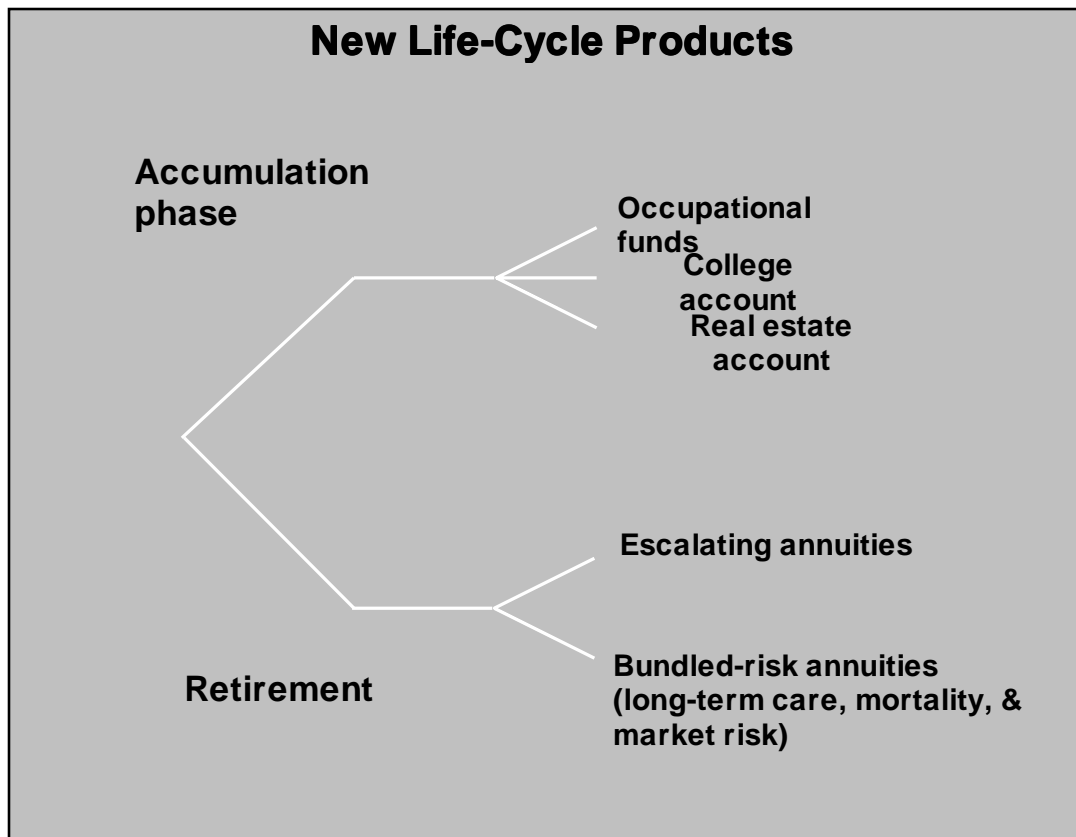 New Life-Cycle Products
Accumulation
phase
Occupational
funds
College
account
Real estate
account
Escalating annuities
Bundled-risk annuities
(long-term care, mortality, &
market risk)
Retirement